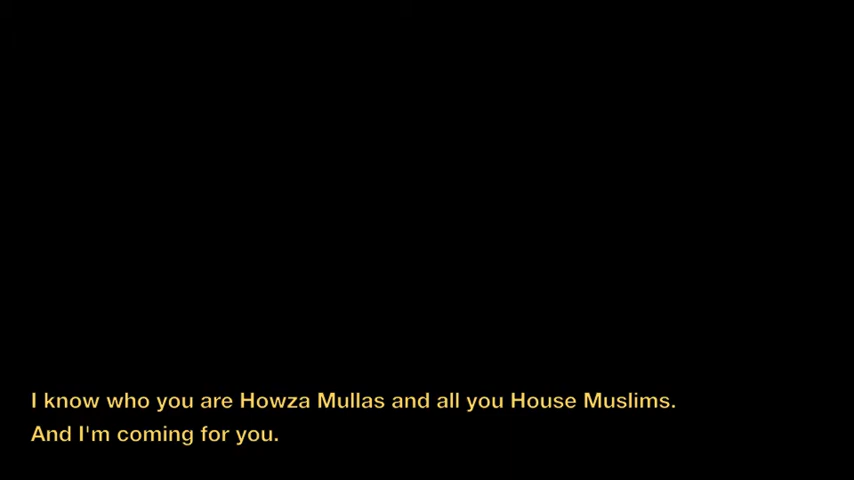 I know who you are Howza Mullas and all you House Muslims.
And I'm coming for you.